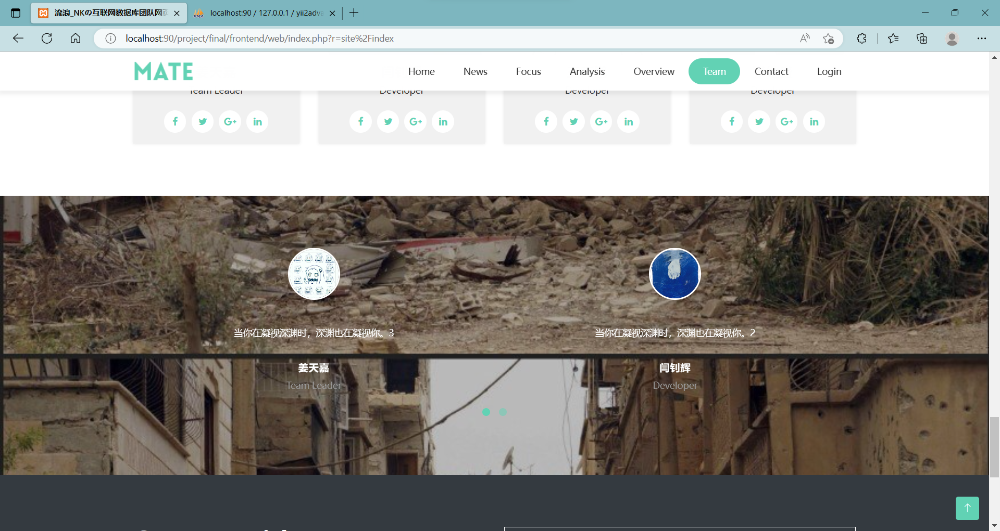 流浪_NKの互联网数据库团队网页
localhost:90 / 127.0.0.1 / yii2adva
localhost:90/project/final/frontend/web/index.php?r=site%2Findex
MATE
Home
News
Focus
Analysis
Overview
Team
Contact
Login
Team Leader
Developer
Developer
Developer
当你在凝视深渊时，深渊也在凝视你。3
当你在凝视深渊时，深渊也在凝视你。2
姜天嘉
闫钊辉
Team Leader
Developer